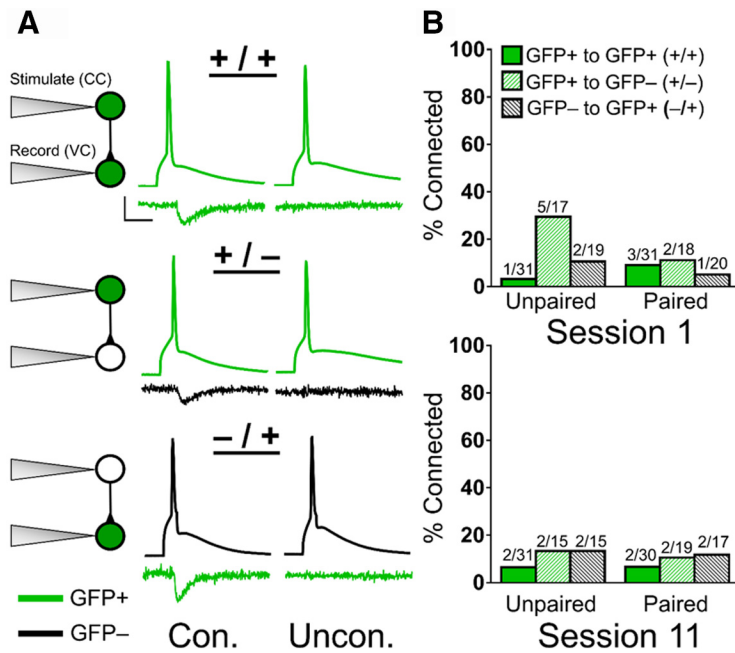 A
Stimulate (CC)
Record (VC)
+ / +
+ / –
– / +
GFP+
GFP–
Con.
Uncon.
B
% Connected
100
80
60
40
20
0
GFP+ to GFP+ (+/+)
GFP+ to GFP– (+/–)
GFP– to GFP+ (–/+)
1/31
5/17
2/19
3/31
2/18
1/20
Unpaired
Paired
Session 1
% Connected
100
80
60
40
20
0
2/31
2/15
2/15
2/30
2/19
2/17
Unpaired
Paired
Session 11